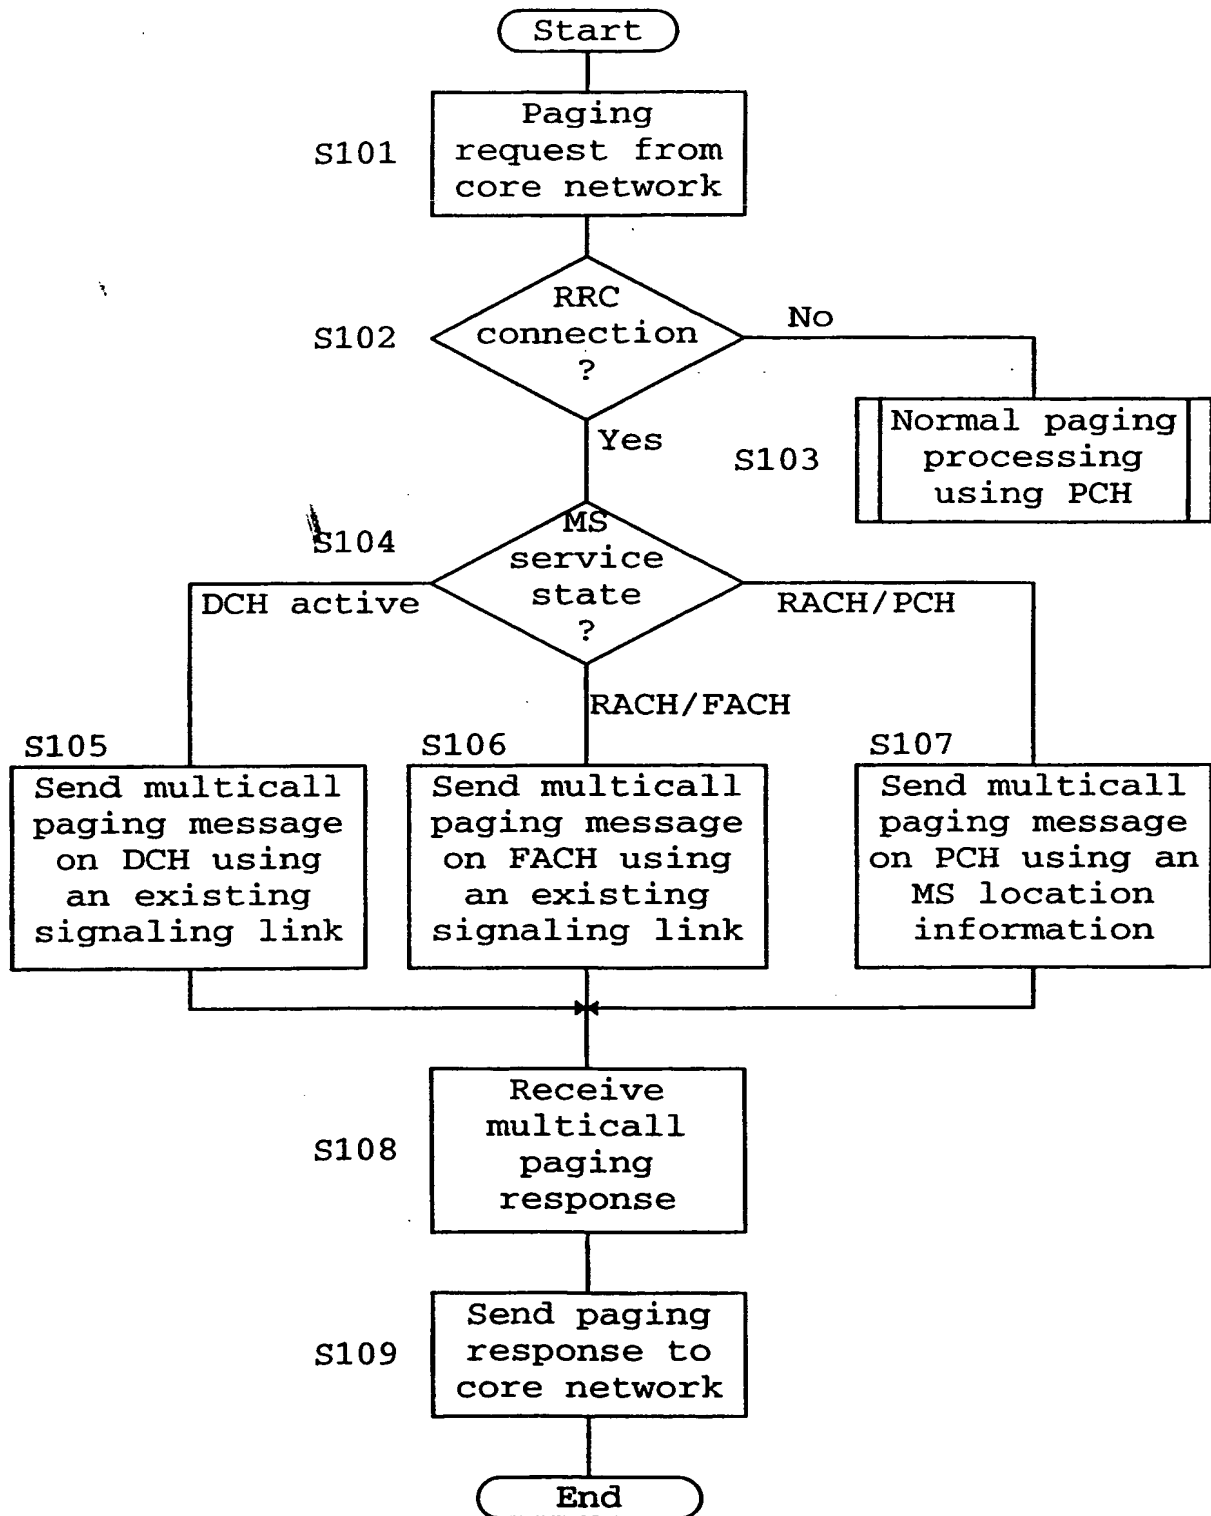 Start
Paging
request from
core network
S101
RRC
connection
?
S102
No
Yes
Normal paging
processing
using PCH
S103
MS
service
state
?
S104
DCH active
RACH/PCH
RACH/FACH
S105
Send multicall
paging message
on DCH using
an existing
signaling link
S106
Send multicall
paging message
on FACH using
an existing
signaling link
S107
Send multicall
paging message
on PCH using an
MS location
information
Receive
multicall
paging
response
S108
Send paging
response to
core network
S109
End